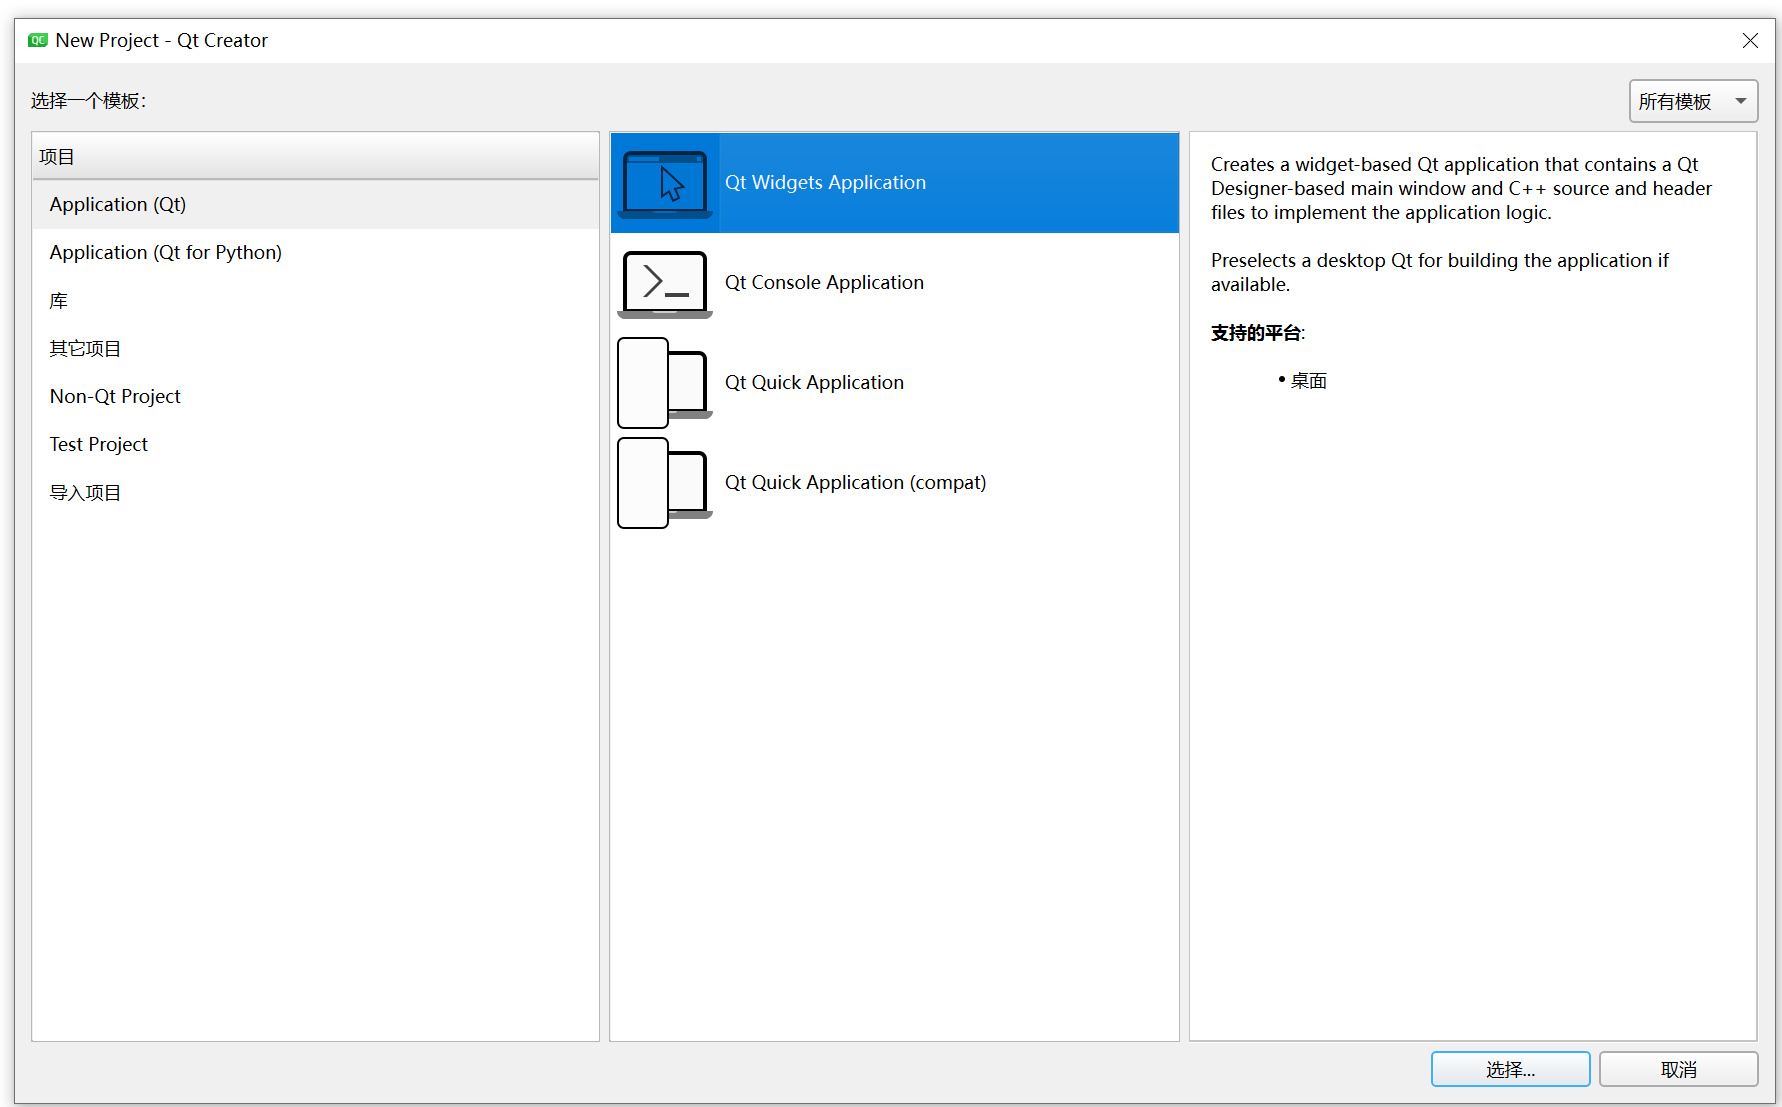 QC New Project - Qt Creator
选择一个模板:
所有模板
项目
Application (Qt)
Application (Qt for Python)
库
其它项目
Non-Qt Project
Test Project
导入项目
Qt Widgets Application
Qt Console Application
Qt Quick Application
Qt Quick Application (compat)
Creates a widget-based Qt application that contains a Qt
Designer-based main window and C++ source and header
files to implement the application logic.
Preselects a desktop Qt for building the application if
available.
支持的平台:
• 桌面
选择...
取消